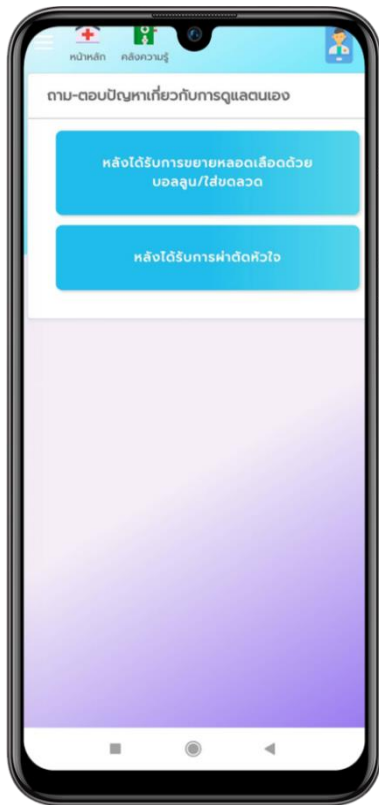 หน้าหลัก คลังความรู้
ถาม-ตอบปัญหาเกี่ยวกับการดูแลตนเอง
หลังได้รับการขยายหลอดเลือดด้วย
บอลลูน/ใส่ขดลวด
หลังได้รับการผ่าตัดหัวใจ